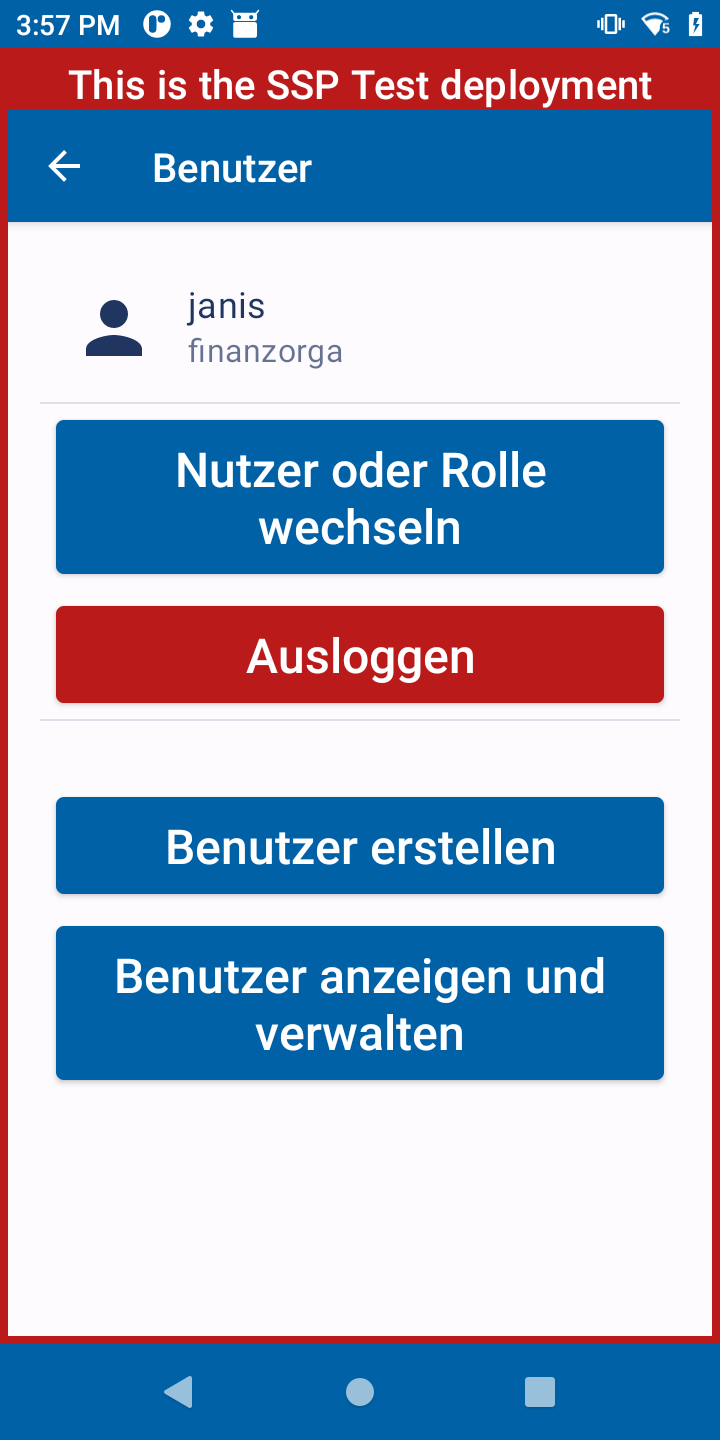 3:57 PM
5
This is the SSP Test deployment
Benutzer
janis
finanzorga
Nutzer oder Rolle
wechseln
Ausloggen
Benutzer erstellen
Benutzer anzeigen und
verwalten